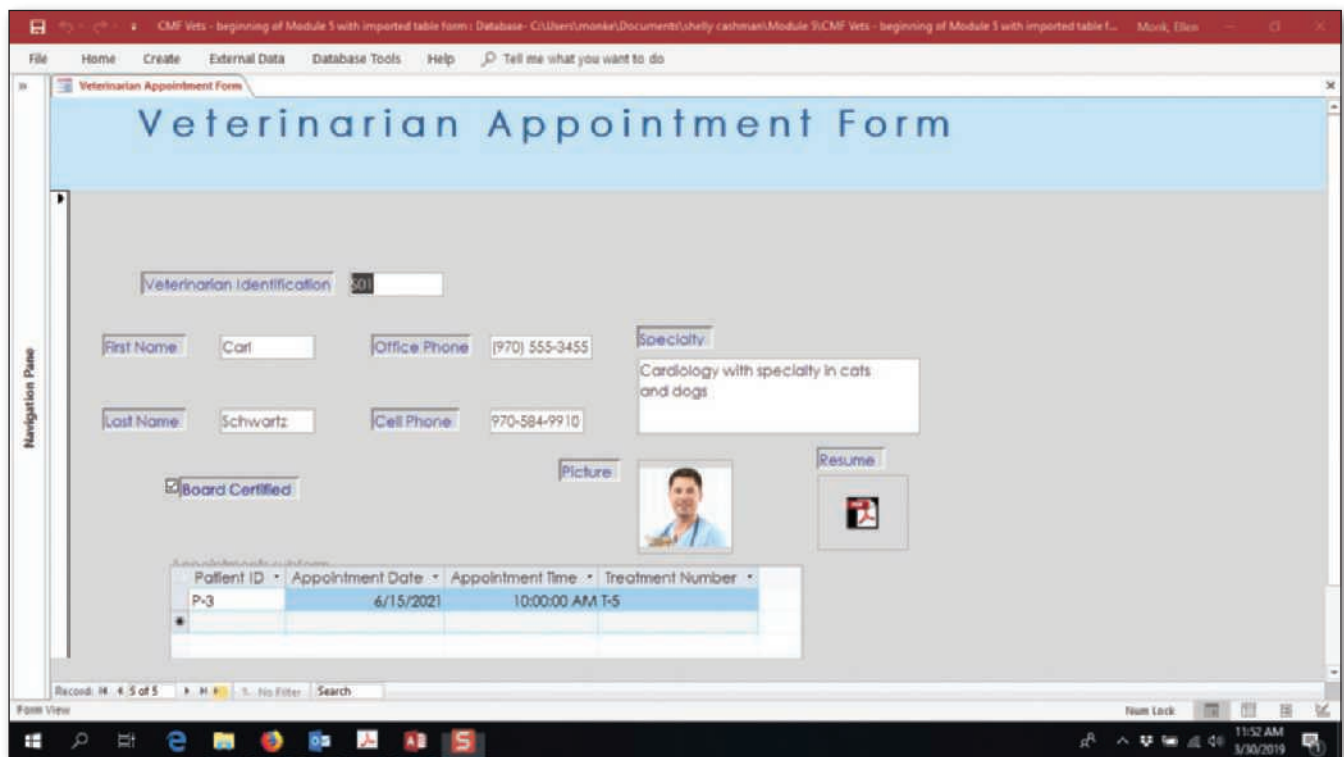 CMF Vets - beginning of Module 5 with imported table form : Database- C:\Users\monke\Documents\shelly cashman\Module 5\CMF Vets - beginning of Module 5 with imported table f... Monk, Ellen
File Home Create External Data Database Tools Help Tell me what you want to do
Veterinarian Appointment Form
Veterinarian Appointment Form
Veterinarian Identification S01
First Name Carl Office Phone (970) 555-3455 Specialty
Cardiology with specialty in cats
and dogs
Last Name Schwartz Cell Phone 970-584-9910
Board Certified Picture Resume
Appointments subform
Patient ID Appointment Date Appointment Time Treatment Number
P-3 6/15/2021 10:00:00 AM T-5
Navigation Pane
Record: 5 of 5 No Filter Search
Form View Num Lock
11:52 AM
3/30/2019